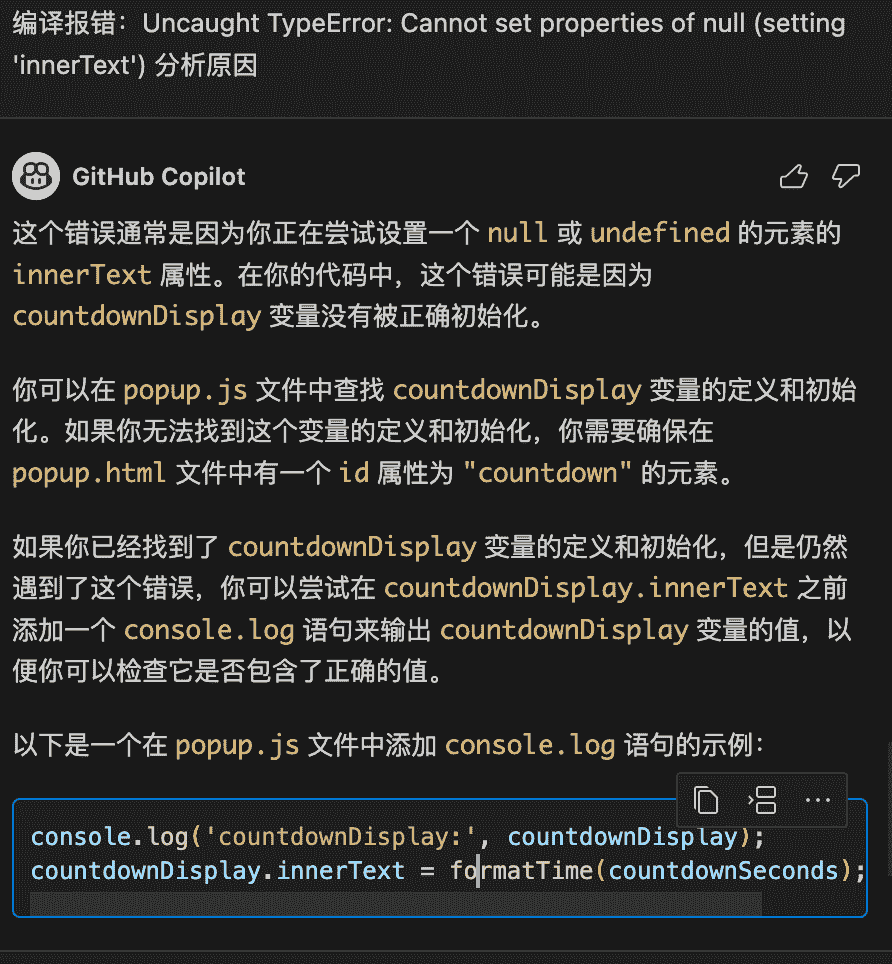 编译报错：Uncaught TypeError: Cannot set properties of null (setting
'innerText') 分析原因
GitHub Copilot
这个错误通常是因为你正在尝试设置一个 null 或 undefined 的元素的
innerText 属性。在你的代码中，这个错误可能是因为
countdownDisplay 变量没有被正确初始化。
你可以在 popup.js 文件中查找 countdownDisplay 变量的定义和初始
化。如果你无法找到这个变量的定义和初始化，你需要确保在
popup.html 文件中有一个 id 属性为 "countdown" 的元素。
如果你已经找到了 countdownDisplay 变量的定义和初始化，但是仍然
遇到了这个错误，你可以尝试在 countdownDisplay.innerText 之前
添加一个 console.log 语句来输出 countdownDisplay 变量的值，以
便你可以检查它是否包含了正确的值。
以下是一个在 popup.js 文件中添加 console.log 语句的示例：
console.log('countdownDisplay:', countdownDisplay);
countdownDisplay.innerText = formatTime(countdownSeconds);